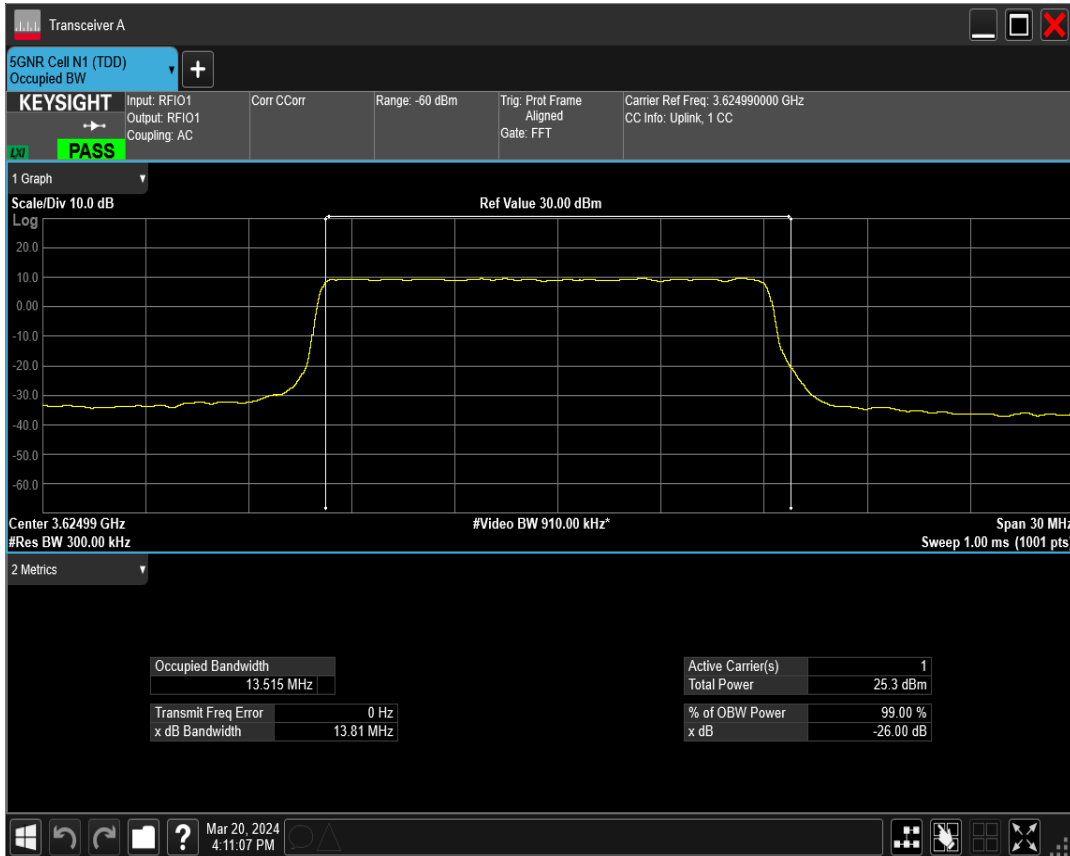 Transceiver A
5GNR Cell N1 (TDD)
Occupied BW
+
KEYSIGHT
LXI
PASS
Input: RFIO1
Output: RFIO1
Coupling: AC
Corr CCorr
Range: -60 dBm
Trig: Prot Frame
Aligned
Gate: FFT
Carrier Ref Freq: 3.624990000 GHz
CC Info: Uplink, 1 CC
1 Graph
Scale/Div 10.0 dB
Ref Value 30.00 dBm
Log
20.0
10.0
0.00
-10.0
-20.0
-30.0
-40.0
-50.0
-60.0
Center 3.62499 GHz
#Video BW 910.00 kHz*
Span 30 MHz
#Res BW 300.00 kHz
Sweep 1.00 ms (1001 pts)
2 Metrics
Occupied Bandwidth
13.515 MHz
Transmit Freq Error 0 Hz
x dB Bandwidth 13.81 MHz
Active Carrier(s) 1
Total Power 25.3 dBm
% of OBW Power 99.00 %
x dB -26.00 dB
?
Mar 20, 2024
4:11:07 PM